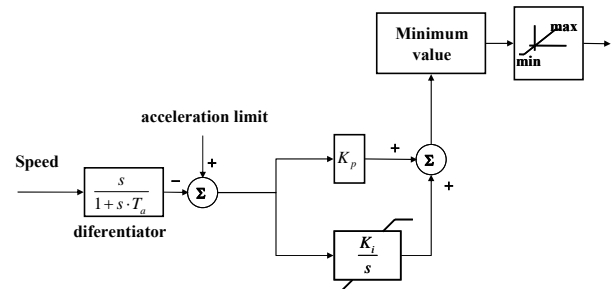 Minimum
value
max
min
acceleration limit
+
Speed
s
1 + s · T_a
diferentiator
−
Σ
K_p
+
Σ
+
K_i
s